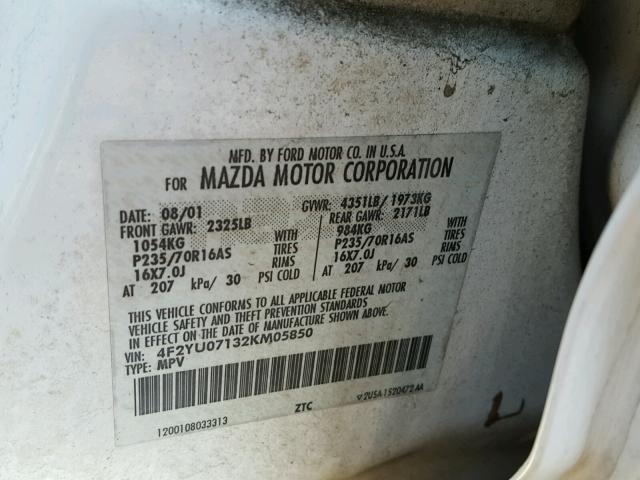 MFD. BY FORD MOTOR CO. IN U.S.A.
FOR MAZDA MOTOR CORPORATION
DATE: 08/01 GVWR: 4351LB/ 1973KG
FRONT GAWR: 2325LB REAR GAWR: 2171LB
1054KG WITH 984KG WITH
P235/70R16AS TIRES P235/70R16AS TIRES
16X7.0J RIMS 16X7.0J RIMS
AT 207 kPa/ 30 PSI COLD AT 207 kPa/ 30 PSI COLD
THIS VEHICLE CONFORMS TO ALL APPLICABLE FEDERAL MOTOR
VEHICLE SAFETY AND THEFT PREVENTION STANDARDS
IN EFFECT ON THE DATE OF MANUFACTURE SHOWN ABOVE.
VIN: 4F2YU07132KM05850
TYPE: MPV
1200108033313 ZTC 2U5A1520472AA